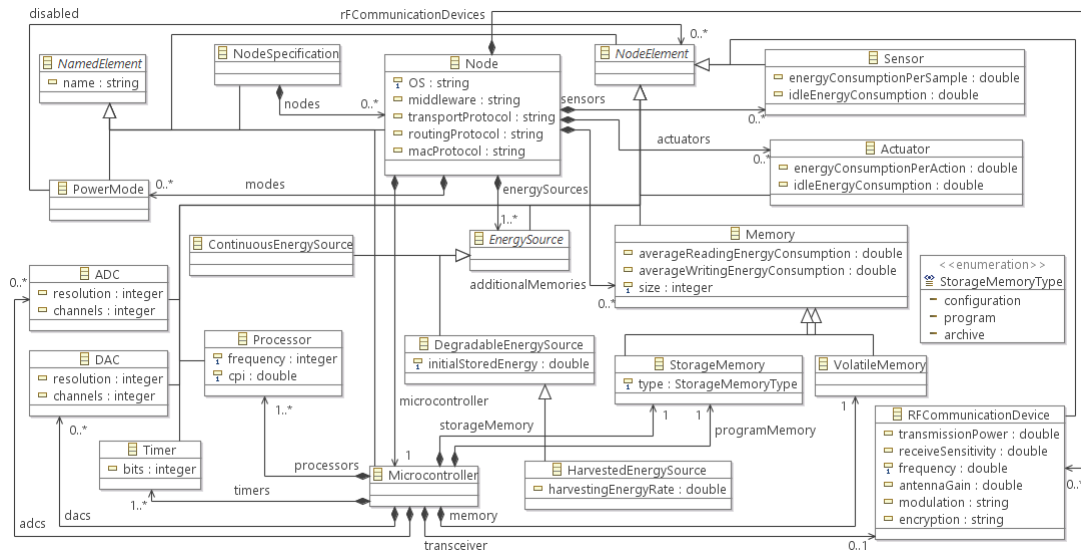 disabled
rFCommunicationDevices
0..*
NamedElement
name : string
NodeSpecification
nodes
0..*
Node
OS : string
middleware : string
transportProtocol : string
routingProtocol : string
macProtocol : string
NodeElement
sensors
0..*
Sensor
energyConsumptionPerSample : double
idleEnergyConsumption : double
actuators
0..*
Actuator
energyConsumptionPerAction : double
idleEnergyConsumption : double
PowerMode
0..*
modes
energySources
1..*
ContinuousEnergySource
EnergySource
additionalMemories
0..*
Memory
averageReadingEnergyConsumption : double
averageWritingEnergyConsumption : double
size : integer
<<enumeration>>
StorageMemoryType
configuration
program
archive
0..*
ADC
resolution : integer
channels : integer
Processor
frequency : integer
cpi : double
1..*
DegradableEnergySource
initialStoredEnergy : double
StorageMemory
type : StorageMemoryType
VolatileMemory
DAC
resolution : integer
channels : integer
0..*
microcontroller
1
storageMemory
1
programMemory
1
1
RFCommunicationDevice
transmissionPower : double
receiveSensitivity : double
frequency : double
antennaGain : double
modulation : string
encryption : string
0..*
Timer
bits : integer
1..*
processors
timers
Microcontroller
HarvestedEnergySource
harvestingEnergyRate : double
adcs
dacs
memory
transceiver
0..1